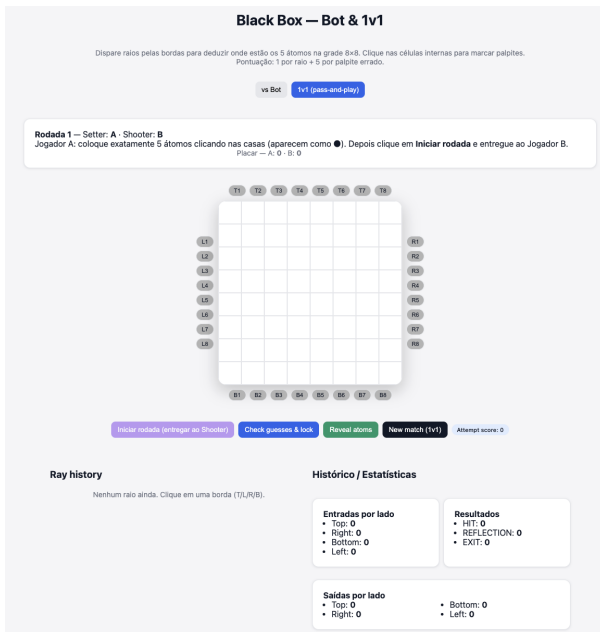 Black Box — Bot & 1v1
Dispare raios pelas bordas para deduzir onde estão os 5 átomos na grade 8×8. Clique nas células internas para marcar palpites.
Pontuação: 1 por raio + 5 por palpite errado.
vs Bot 1v1 (pass-and-play)
Rodada 1 — Setter: A · Shooter: B
Jogador A: coloque exatamente 5 átomos clicando nas casas (aparecem como ●). Depois clique em Iniciar rodada e entregue ao Jogador B.
Placar — A: 0 · B: 0
T1 T2 T3 T4 T5 T6 T7 T8
L1 R1
L2 R2
L3 R3
L4 R4
L5 R5
L6 R6
L7 R7
L8 R8
B1 B2 B3 B4 B5 B6 B7 B8
Iniciar rodada (entregar ao Shooter) Check guesses & lock Reveal atoms New match (1v1) Attempt score: 0
Ray history
Nenhum raio ainda. Clique em uma borda (T/L/R/B).
Histórico / Estatísticas
Entradas por lado
• Top: 0
• Right: 0
• Bottom: 0
• Left: 0
Resultados
• HIT: 0
• REFLECTION: 0
• EXIT: 0
Saídas por lado
• Top: 0
• Right: 0
• Bottom: 0
• Left: 0